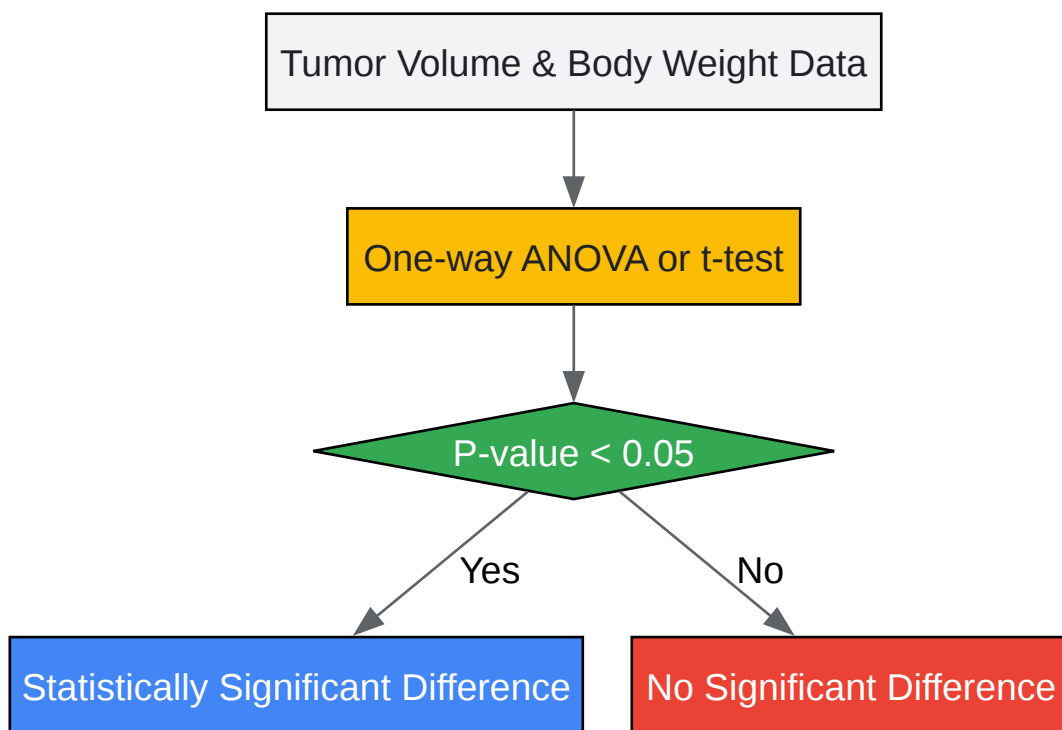 Tumor Volume & Body Weight Data
One-way ANOVA or t-test
P-value < 0.05
Yes
No
Statistically Significant Difference
No Significant Difference